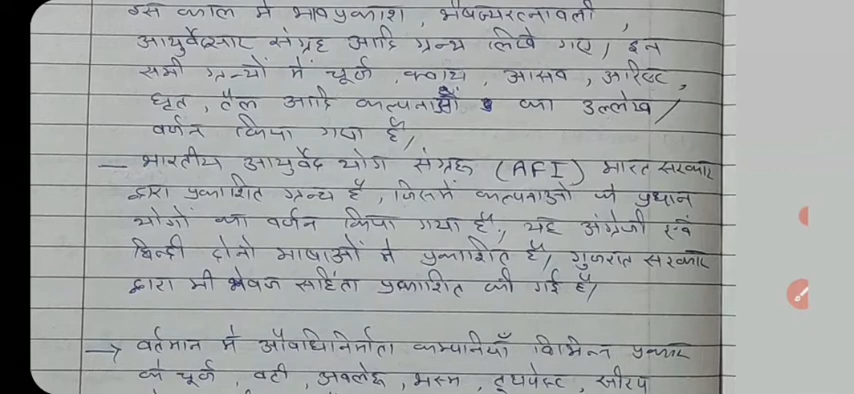 इस काल में भावप्रकाश, भैषज्यरत्नावली,
आयुर्वेदसार संग्रह आदि ग्रन्थ लिखे गए, इन
सभी ग्रन्थों में चूर्ण, क्वाथ, आसव, अरिष्ट,
घृत, तैल आदि कल्पनाओं का उल्लेख/
वर्णन किया गया है/
— भारतीय आयुर्वेद योग संग्रह (AFI) भारत सरकार
द्वारा प्रकाशित ग्रन्थ है, जिसमें कल्पनाओं के प्रधान
योगों का वर्णन किया गया है, यह अंग्रेजी एवं
हिन्दी दोनो भाषाओं में प्रकाशित है/ गुजरात सरकार
द्वारा भी भेषज संहिता प्रकाशित की गई है/
→ वर्तमान में औषधिनिर्माता कम्पनियाँ विभिन्न प्रकार
के चूर्ण, वटी, अवलेह, भस्म, टूथपेस्ट, सीरप